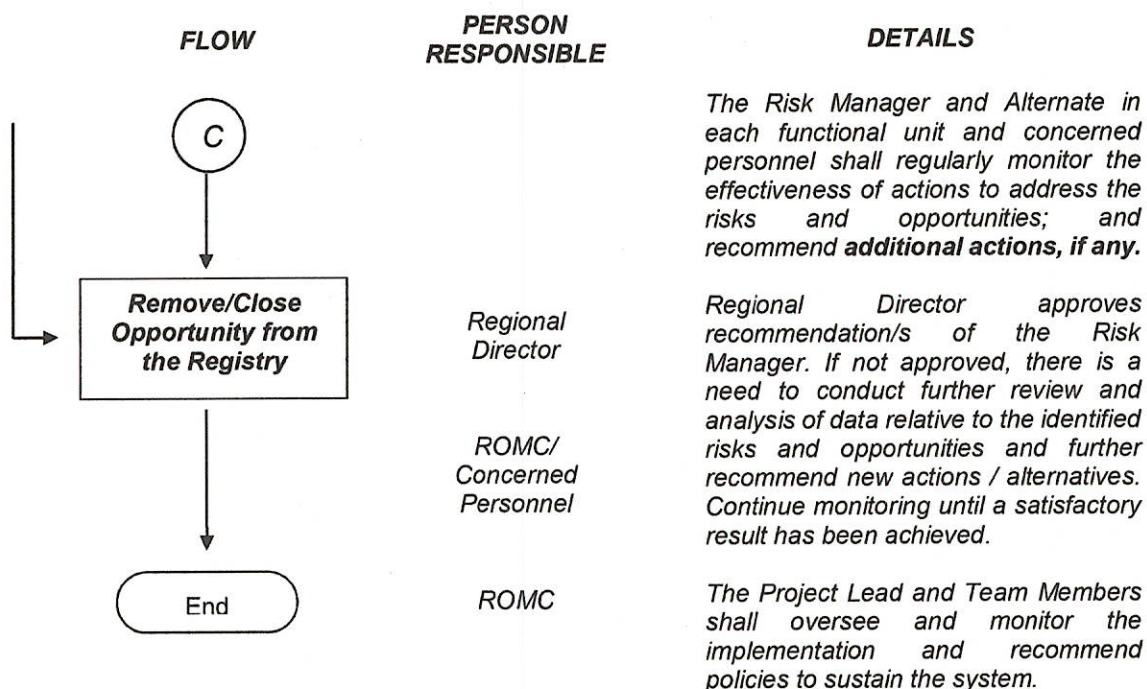 FLOW
PERSON
RESPONSIBLE
DETAILS
C
The Risk Manager and Alternate in
each functional unit and concerned
personnel shall regularly monitor the
effectiveness of actions to address the
risks and opportunities; and
recommend additional actions, if any.
Remove/Close
Opportunity from
the Registry
Regional
Director
Regional Director approves
recommendation/s of the Risk
Manager. If not approved, there is a
need to conduct further review and
analysis of data relative to the identified
risks and opportunities and further
recommend new actions / alternatives.
Continue monitoring until a satisfactory
result has been achieved.
ROMC/
Concerned
Personnel
End
ROMC
The Project Lead and Team Members
shall oversee and monitor the
implementation and recommend
policies to sustain the system.